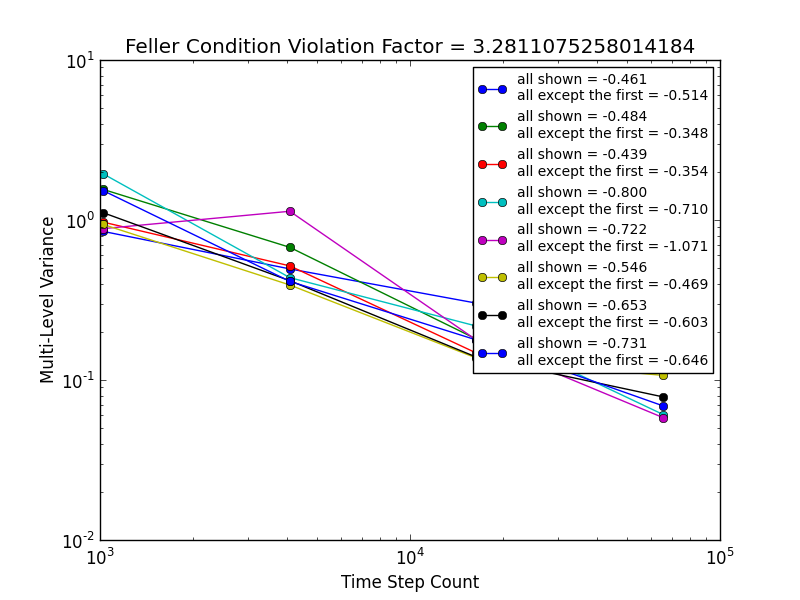 Feller Condition Violation Factor = 3.2811075258014184
10^1
10^0
10^-1
10^-2
Multi-Level Variance
all shown = -0.461
all except the first = -0.514
all shown = -0.484
all except the first = -0.348
all shown = -0.439
all except the first = -0.354
all shown = -0.800
all except the first = -0.710
all shown = -0.722
all except the first = -1.071
all shown = -0.546
all except the first = -0.469
all shown = -0.653
all except the first = -0.603
all shown = -0.731
all except the first = -0.646
10^3
10^4
10^5
Time Step Count